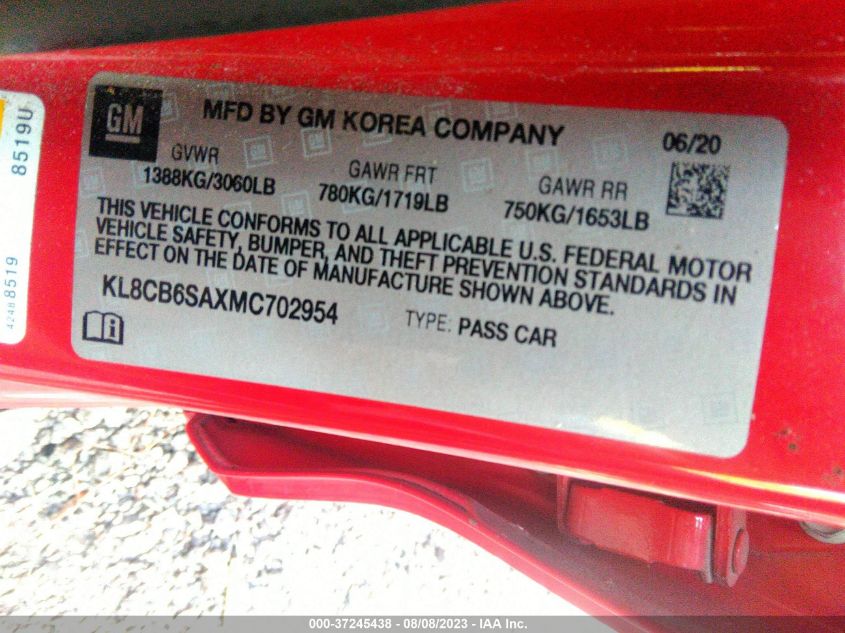 GM
MFD BY GM KOREA COMPANY
06/20
GVWR
1388KG/3060LB
GAWR FRT
780KG/1719LB
GAWR RR
750KG/1653LB
THIS VEHICLE CONFORMS TO ALL APPLICABLE U.S. FEDERAL MOTOR
VEHICLE SAFETY, BUMPER, AND THEFT PREVENTION STANDARDS IN
EFFECT ON THE DATE OF MANUFACTURE SHOWN ABOVE.
KL8CB6SAXMC702954
TYPE: PASS CAR
8519U
4248 8519
000-37245438 - 08/08/2023 - IAA Inc.